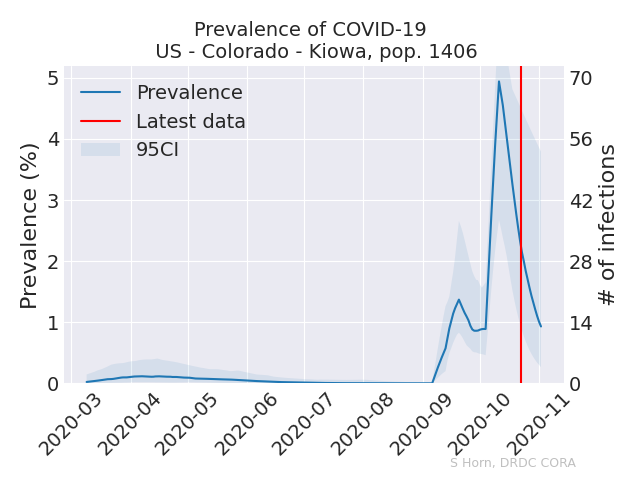 Prevalence of COVID-19
US - Colorado - Kiowa, pop. 1406
Prevalence
Latest data
95CI
Prevalence (%)
5
4
3
2
1
0
# of infections
70
56
42
28
14
0
2020-03
2020-04
2020-05
2020-06
2020-07
2020-08
2020-09
2020-10
2020-11
S Horn, DRDC CORA